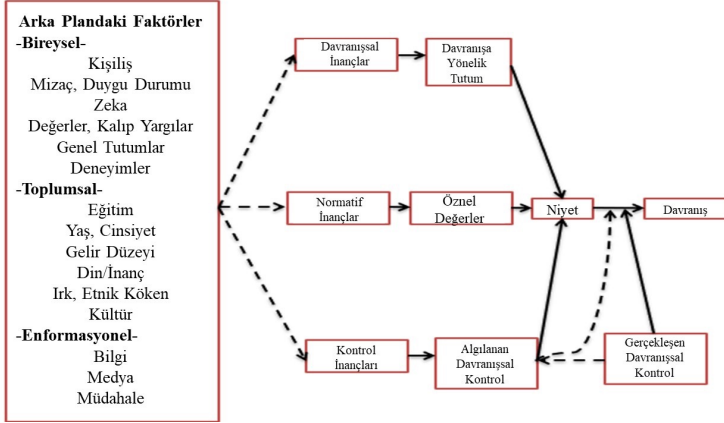 Arka Plandaki Faktörler
-Bireysel-
Kişiliş
Mizaç, Duygu Durumu
Zeka
Değerler, Kalıp Yargılar
Genel Tutumlar
Deneyimler
-Toplumsal-
Eğitim
Yaş, Cinsiyet
Gelir Düzeyi
Din/İnanç
Irk, Etnik Köken
Kültür
-Enformasyonel-
Bilgi
Medya
Müdahale
Davranışsal
İnançlar
Davranışa
Yönelik
Tutum
Normatif
İnançlar
Öznel
Değerler
Niyet
Davranış
Kontrol
İnançları
Algılanan
Davranışsal
Kontrol
Gerçekleşen
Davranışsal
Kontrol